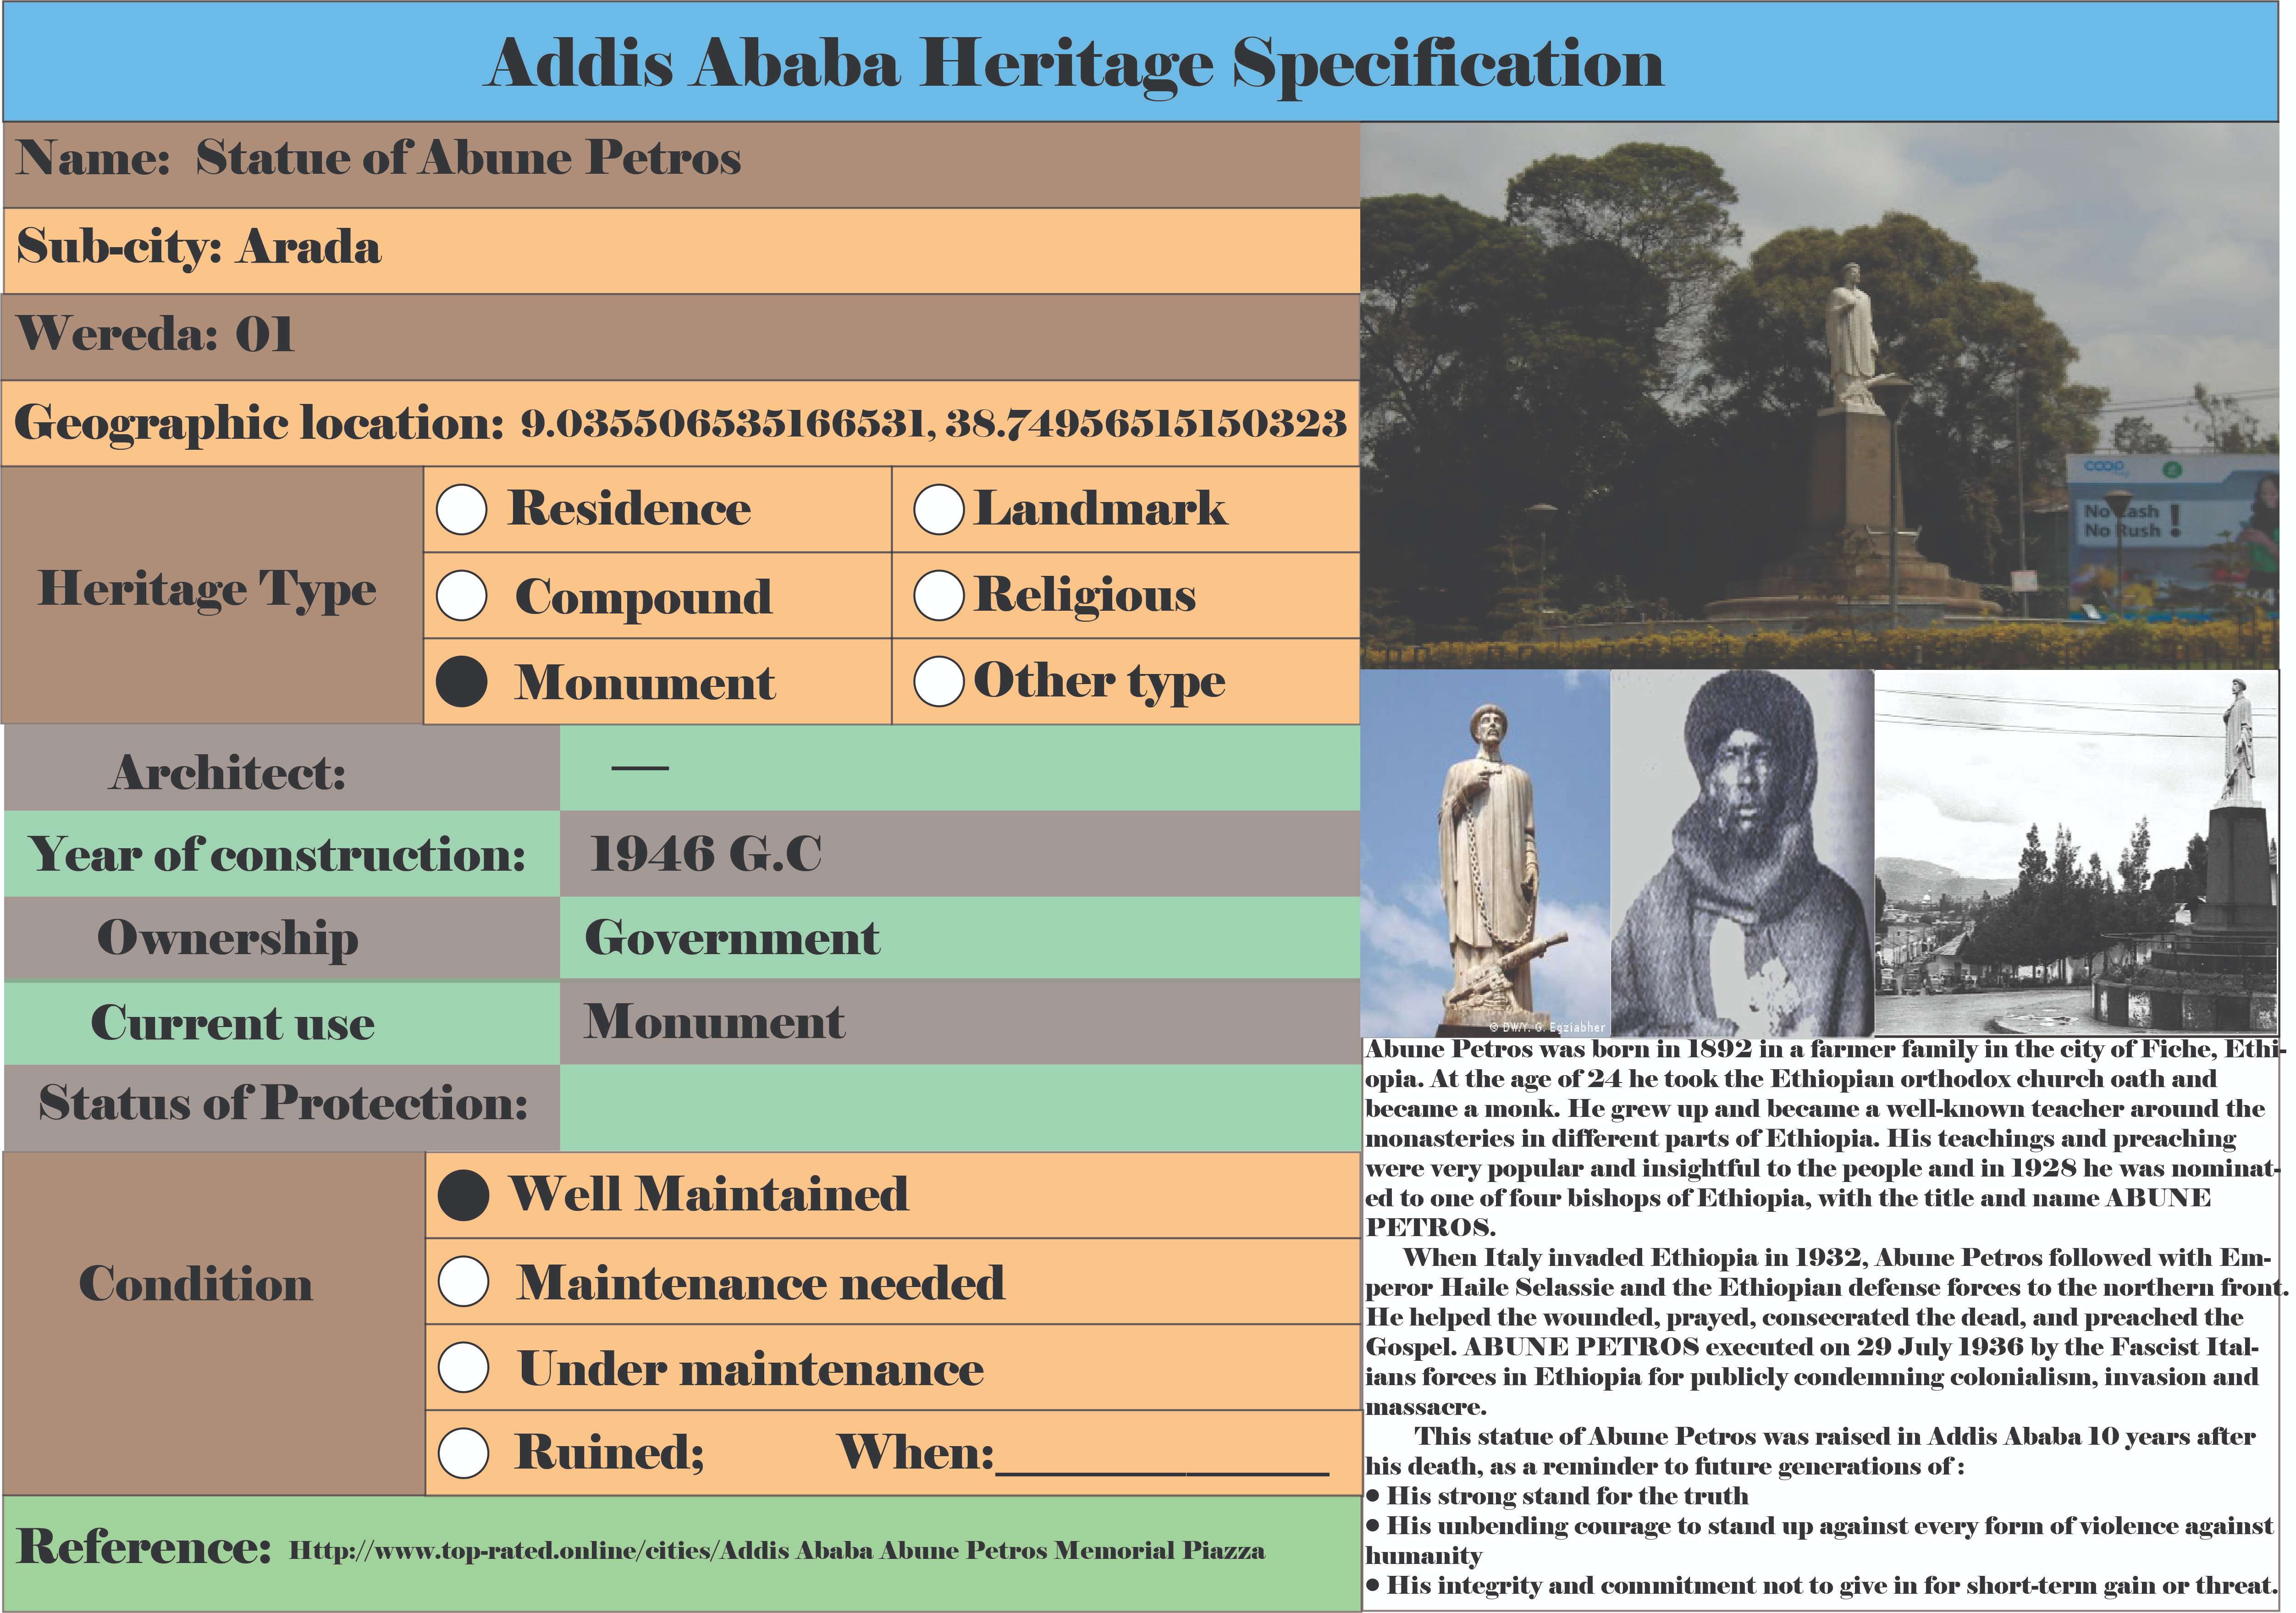 Addis Ababa Heritage Specification
Name: Statue of Abune Petros
Sub-city: Arada
Wereda: 01
Geographic location: 9.035506535166531, 38.74956515150323
Heritage Type
Residence
Landmark
Compound
Religious
Monument
Other type
Architect: —
Year of construction: 1946 G.C
Ownership Government
Current use Monument
Status of Protection:
Condition
Well Maintained
Maintenance needed
Under maintenance
Ruined; When:
Reference: Http://www.top-rated.online/cities/Addis Ababa Abune Petros Memorial Piazza
coop
No Cash
No Rush !
© DW/Y. G. Egziabher
Abune Petros was born in 1892 in a farmer family in the city of Fiche, Ethi-
opia. At the age of 24 he took the Ethiopian orthodox church oath and
became a monk. He grew up and became a well-known teacher around the
monasteries in different parts of Ethiopia. His teachings and preaching
were very popular and insightful to the people and in 1928 he was nominat-
ed to one of four bishops of Ethiopia, with the title and name ABUNE
PETROS.
When Italy invaded Ethiopia in 1932, Abune Petros followed with Em-
peror Haile Selassie and the Ethiopian defense forces to the northern front.
He helped the wounded, prayed, consecrated the dead, and preached the
Gospel. ABUNE PETROS executed on 29 July 1936 by the Fascist Ital-
ians forces in Ethiopia for publicly condemning colonialism, invasion and
massacre.
This statue of Abune Petros was raised in Addis Ababa 10 years after
his death, as a reminder to future generations of :
• His strong stand for the truth
• His unbending courage to stand up against every form of violence against
humanity
• His integrity and commitment not to give in for short-term gain or threat.